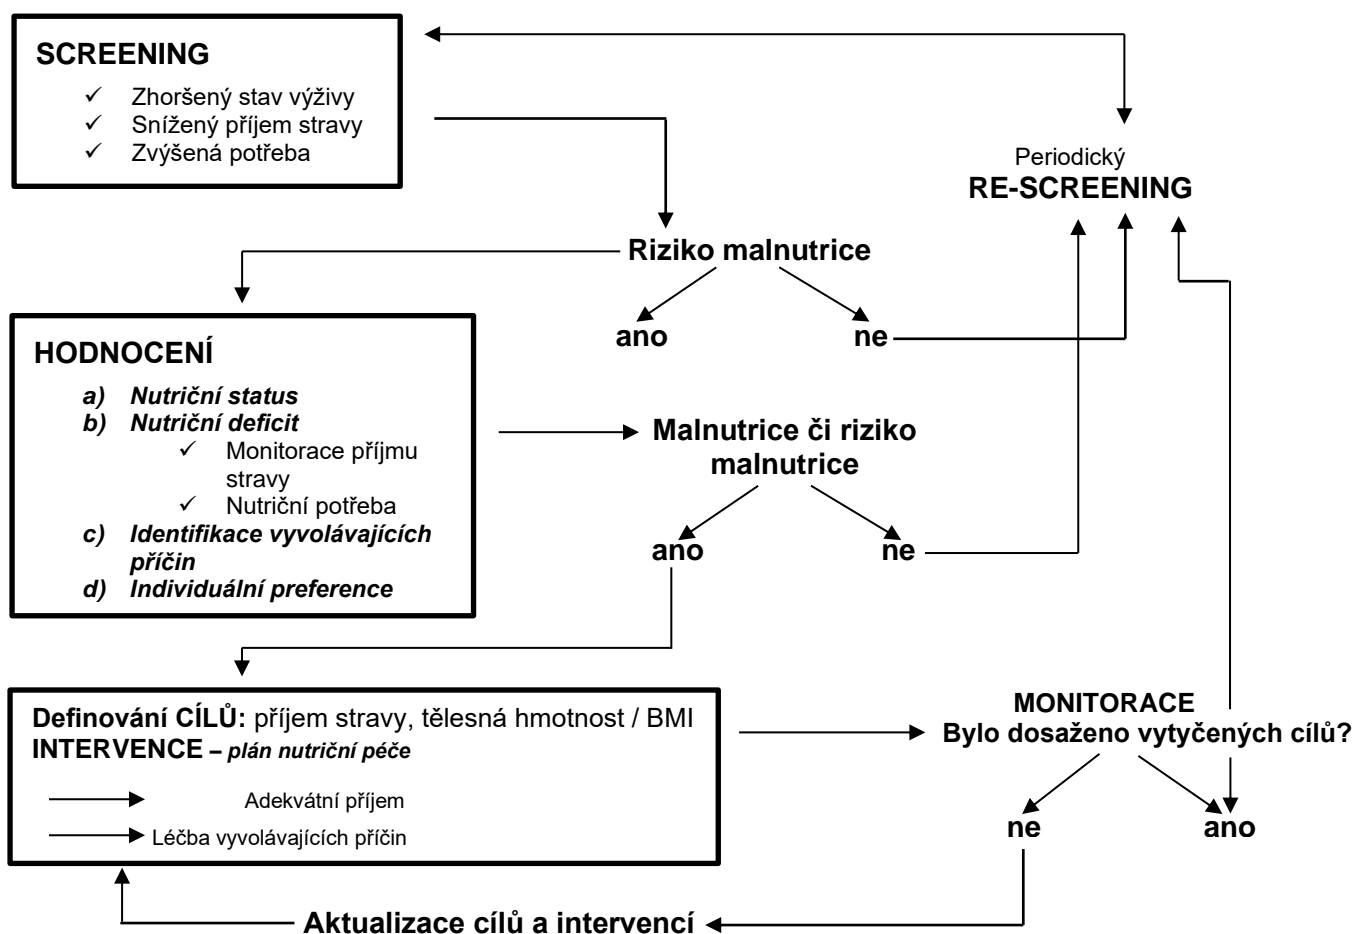 SCREENING
✓ Zhoršený stav výživy
✓ Snížený příjem stravy
✓ Zvýšená potřeba
Periodický
RE-SCREENING
Riziko malnutrice
ano
ne
HODNOCENÍ
a) Nutriční status
b) Nutriční deficit
✓ Monitorace příjmu
stravy
✓ Nutriční potřeba
c) Identifikace vyvolávajících
příčin
d) Individuální preference
Malnutrice či riziko
malnutrice
ano
ne
Definování CÍLŮ: příjem stravy, tělesná hmotnost / BMI
INTERVENCE – plán nutriční péče
Adekvátní příjem
Léčba vyvolávajících příčin
MONITORACE
Bylo dosaženo vytyčených cílů?
ne
ano
Aktualizace cílů a intervencí